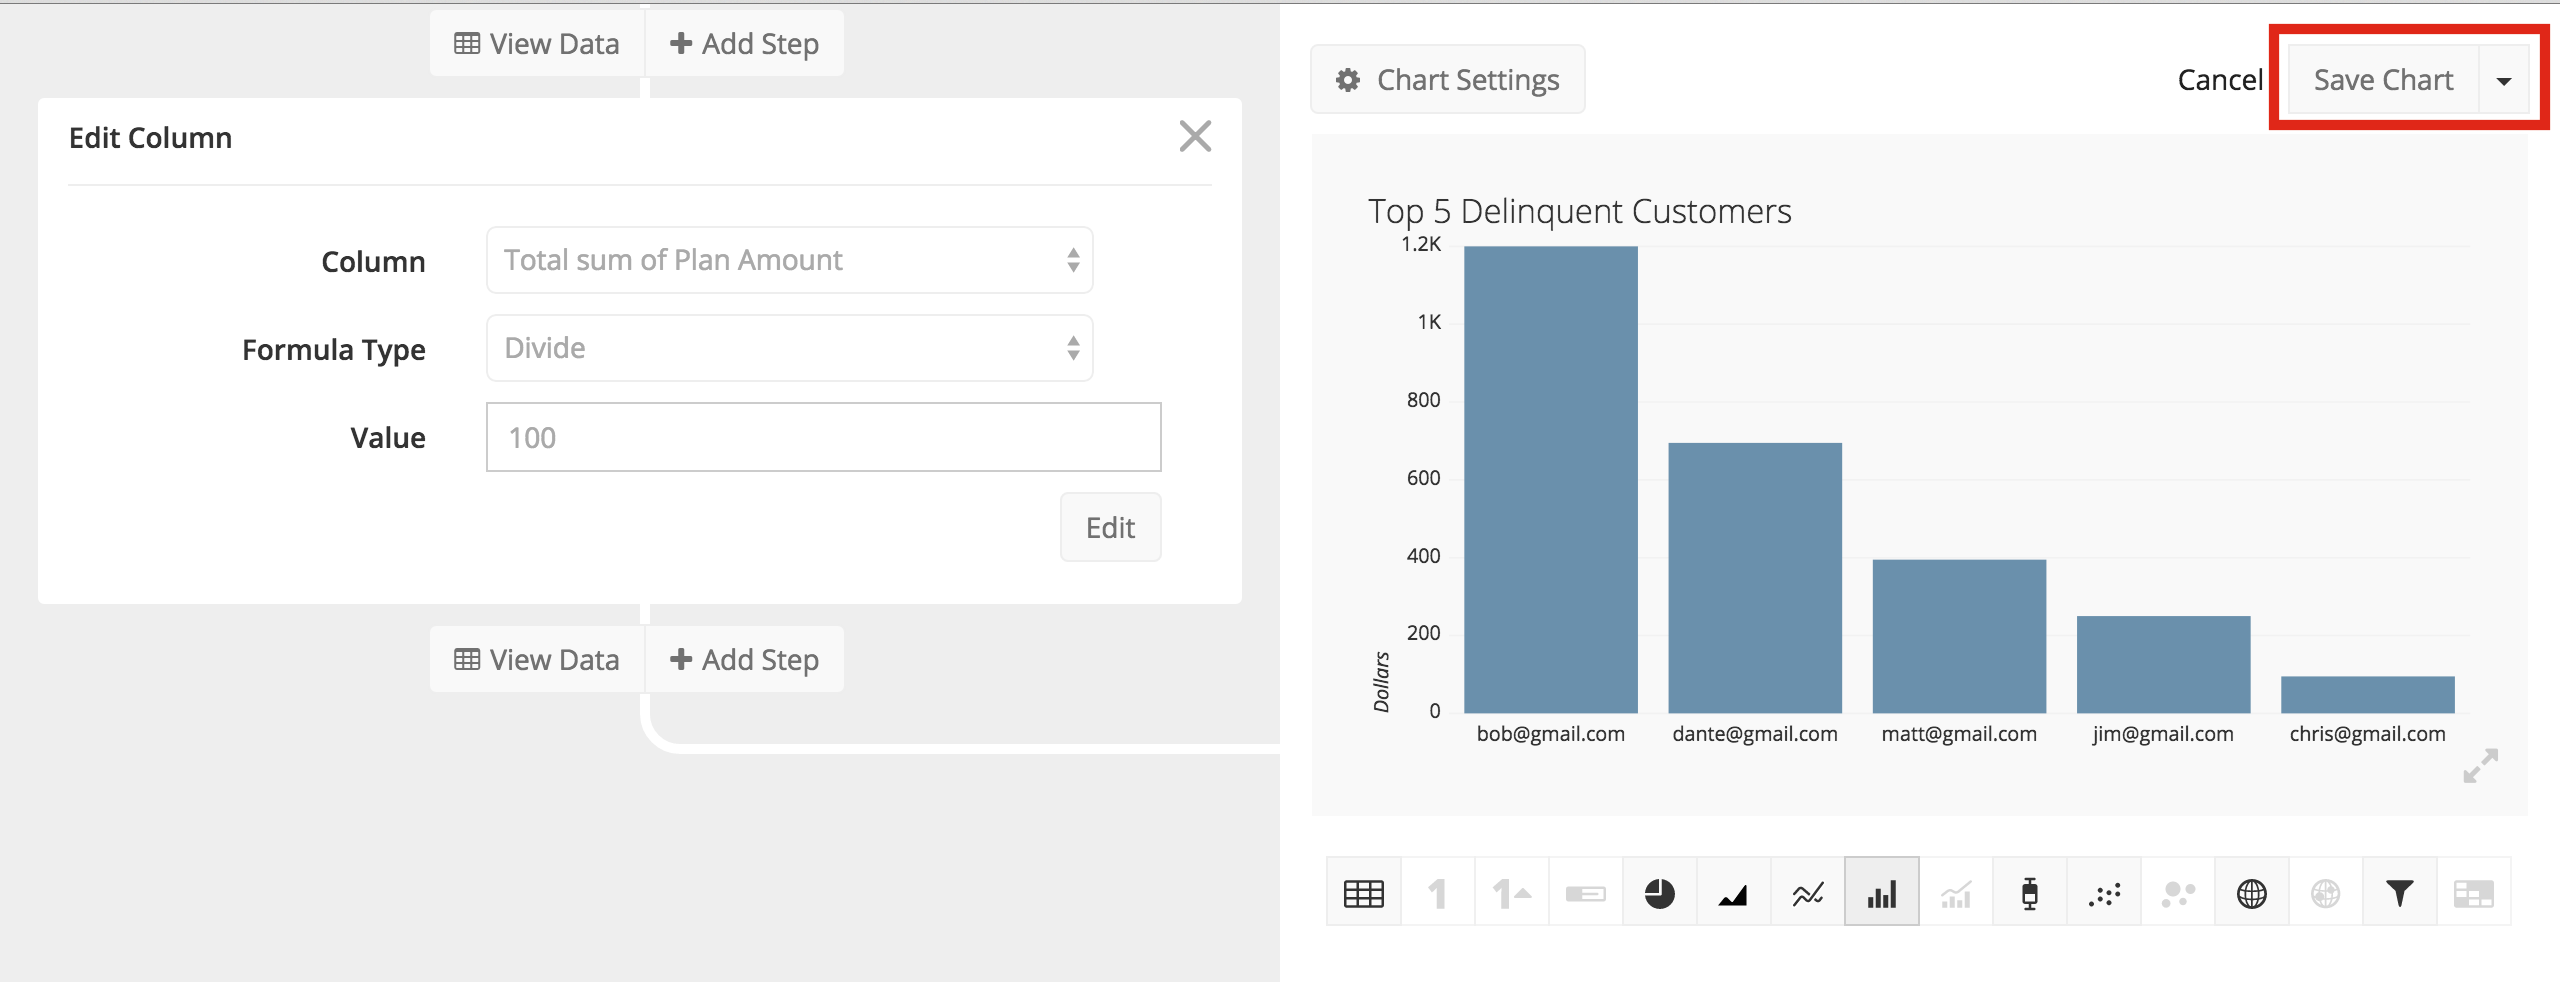 View Data
Add Step
Edit Column
Column
Total sum of Plan Amount
Formula Type
Divide
Value
100
Edit
View Data
Add Step
Chart Settings
Cancel
Save Chart
Top 5 Delinquent Customers
1.2K
1K
800
600
400
200
0
Dollars
bob@gmail.com
dante@gmail.com
matt@gmail.com
jim@gmail.com
chris@gmail.com
1
1